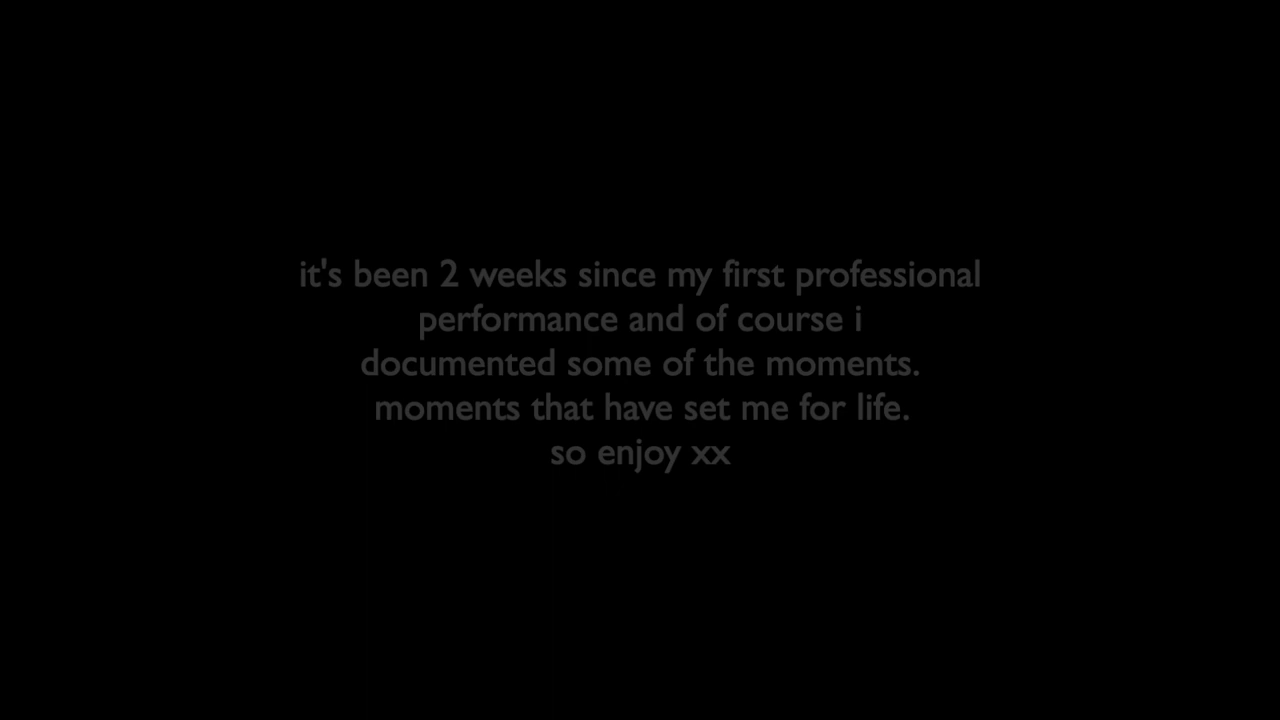 it's been 2 weeks since my first professional
performance and of course i
documented some of the moments.
moments that have set me for life.
so enjoy xx